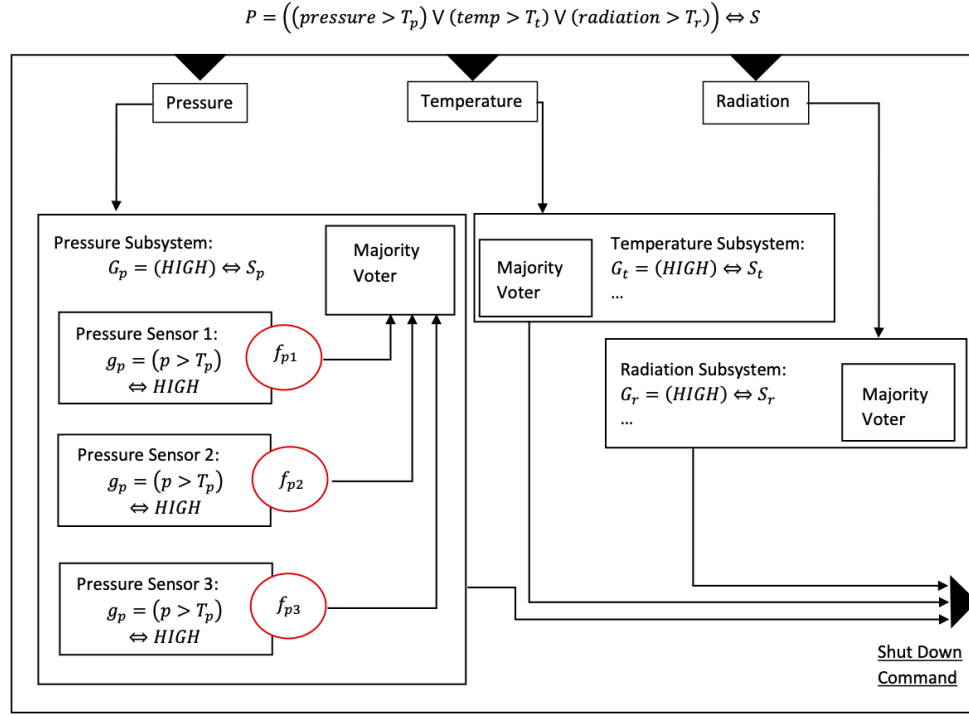 P = ((pressure > T_p) ∨ (temp > T_t) ∨ (radiation > T_r)) ⇔ S
Pressure
Temperature
Radiation
Pressure Subsystem:
G_p = (HIGH) ⇔ S_p
Majority
Voter
Pressure Sensor 1:
g_p = (p > T_p)
⇔ HIGH
f_p1
Pressure Sensor 2:
g_p = (p > T_p)
⇔ HIGH
f_p2
Pressure Sensor 3:
g_p = (p > T_p)
⇔ HIGH
f_p3
Majority
Voter
Temperature Subsystem:
G_t = (HIGH) ⇔ S_t
...
Radiation Subsystem:
G_r = (HIGH) ⇔ S_r
...
Majority
Voter
Shut Down
Command